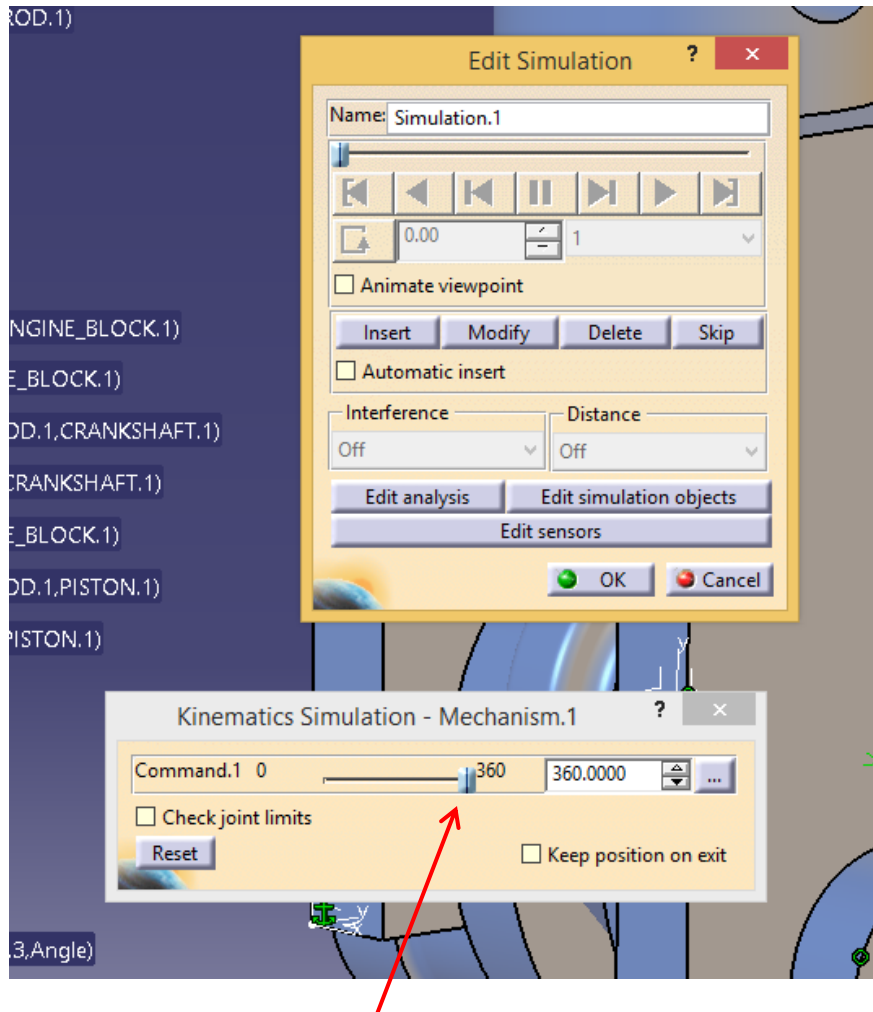 ROD.1)
Edit Simulation ? ×
Name: Simulation.1
0.00 1
Animate viewpoint
Insert Modify Delete Skip
Automatic insert
Interference Distance
Off Off
Edit analysis Edit simulation objects
Edit sensors
OK Cancel
NGINE_BLOCK.1)
E_BLOCK.1)
OD.1,CRANKSHAFT.1)
CRANKSHAFT.1)
E_BLOCK.1)
OD.1,PISTON.1)
PISTON.1)
y
Kinematics Simulation - Mechanism.1 ? ×
Command.1 0 360 360.0000 ...
Check joint limits
Reset Keep position on exit
y
.3,Angle)